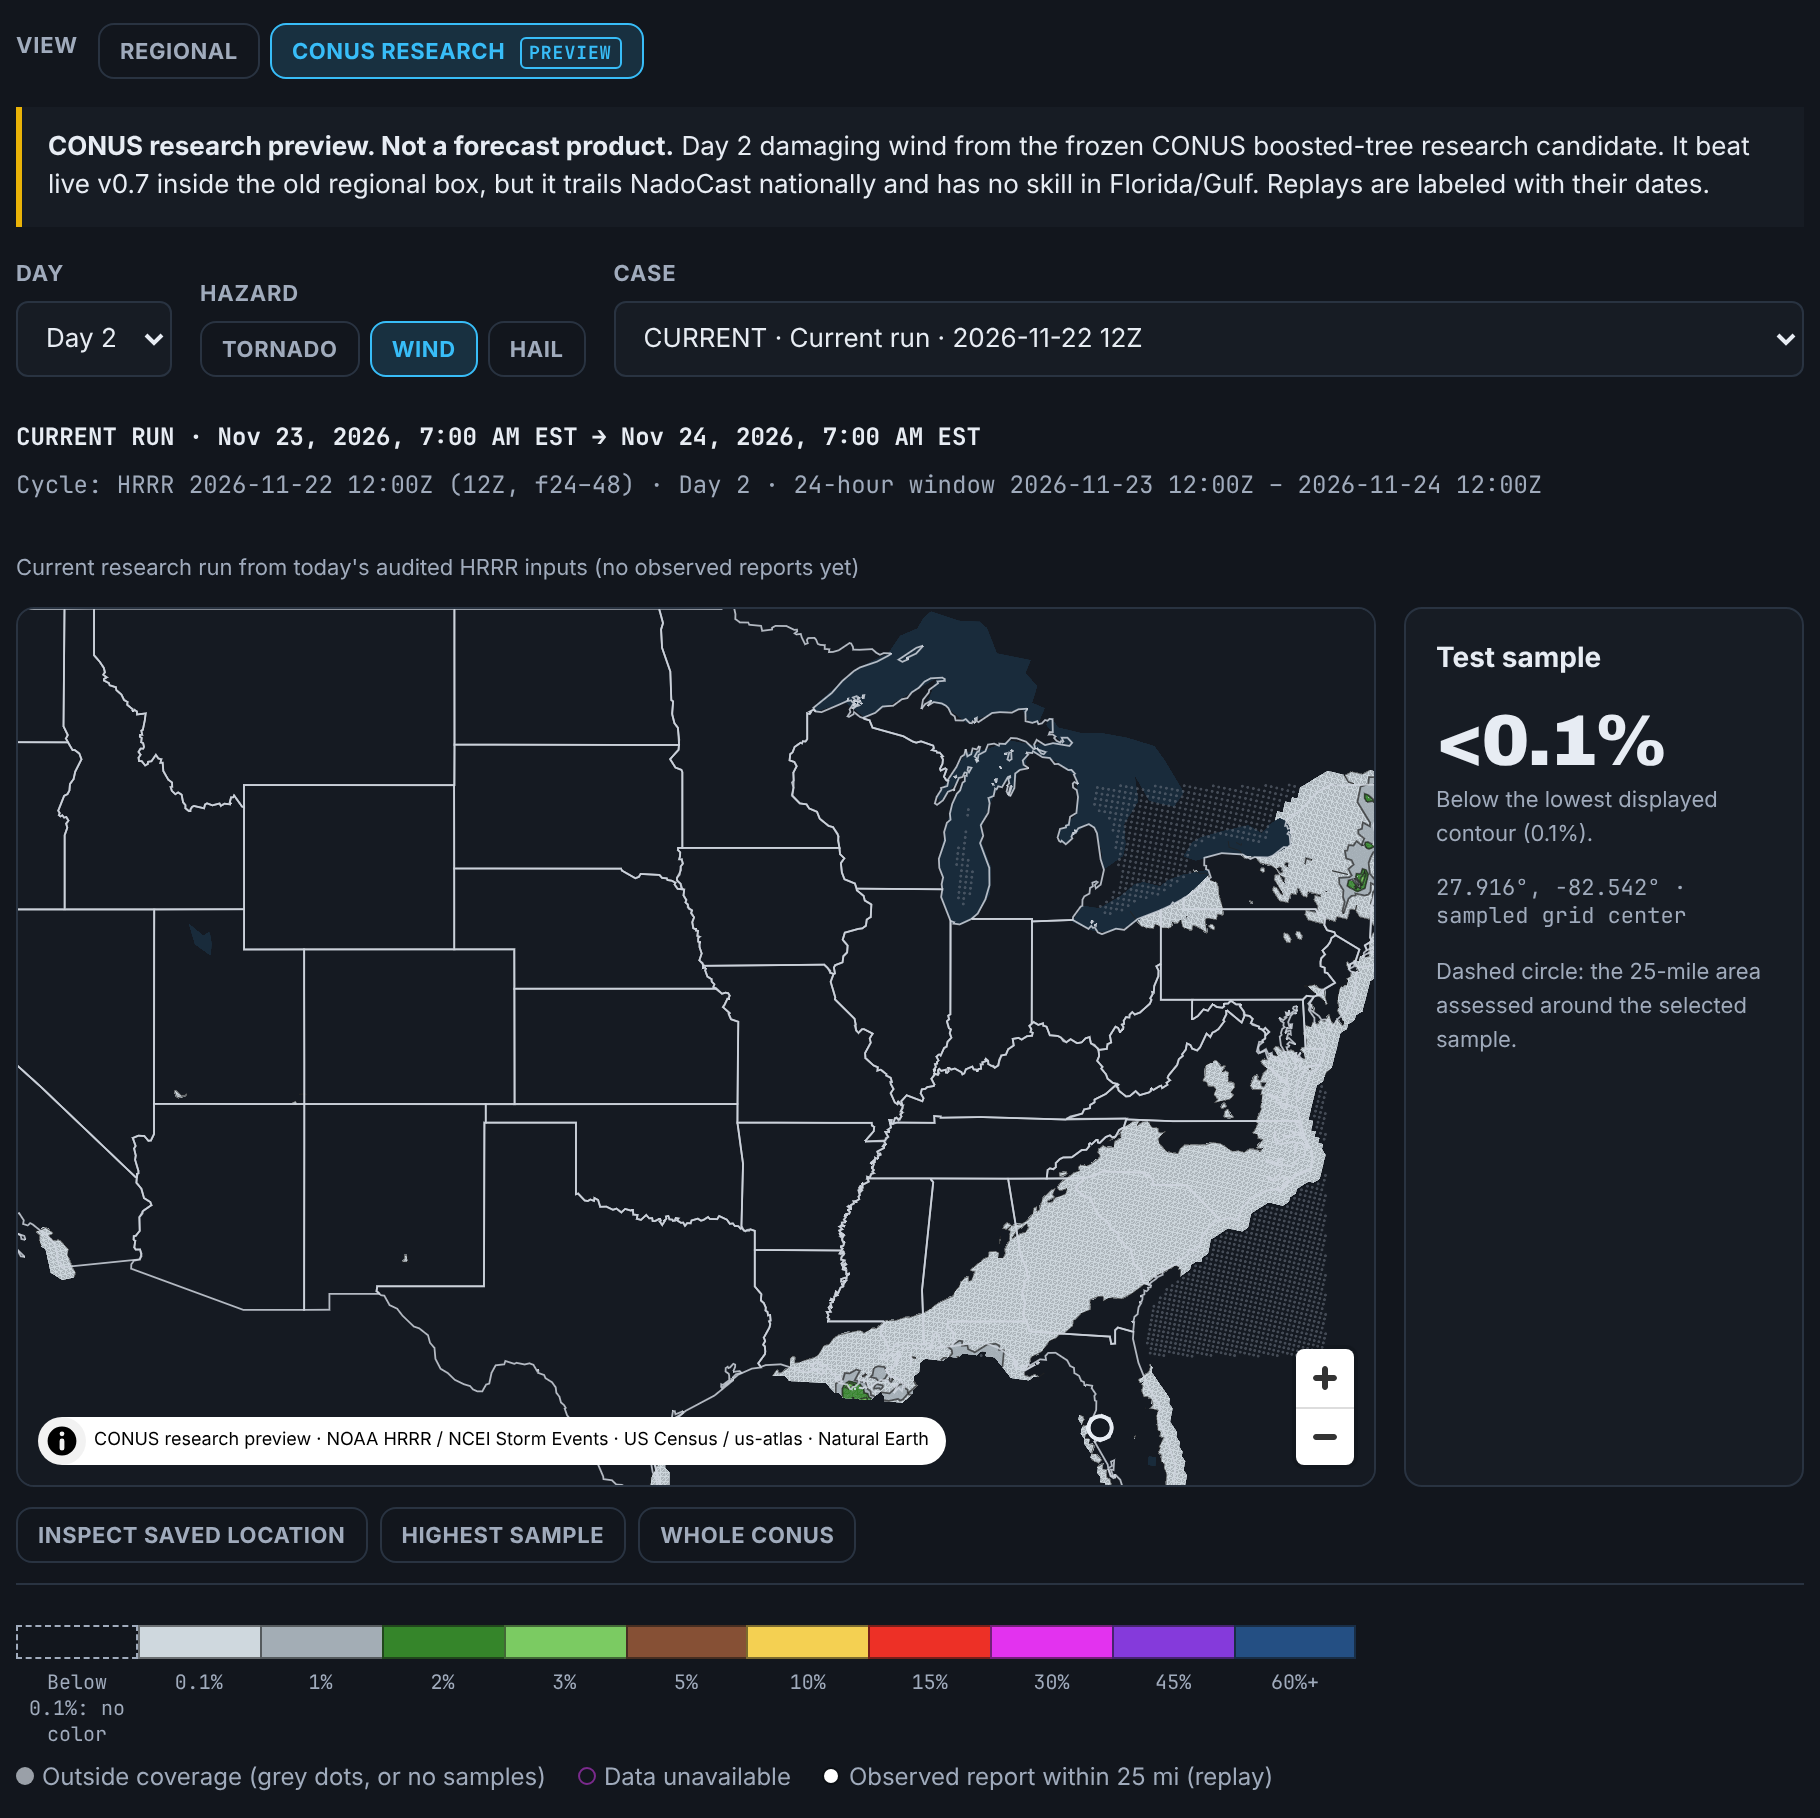 VIEW
REGIONAL
CONUS RESEARCH PREVIEW
CONUS research preview. Not a forecast product. Day 2 damaging wind from the frozen CONUS boosted-tree research candidate. It beat
live v0.7 inside the old regional box, but it trails NadoCast nationally and has no skill in Florida/Gulf. Replays are labeled with their dates.
DAY
Day 2
HAZARD
TORNADO
WIND
HAIL
CASE
CURRENT · Current run · 2026-11-22 12Z
CURRENT RUN · Nov 23, 2026, 7:00 AM EST → Nov 24, 2026, 7:00 AM EST
Cycle: HRRR 2026-11-22 12:00Z (12Z, f24–48) · Day 2 · 24-hour window 2026-11-23 12:00Z – 2026-11-24 12:00Z
Current research run from today's audited HRRR inputs (no observed reports yet)
CONUS research preview · NOAA HRRR / NCEI Storm Events · US Census / us-atlas · Natural Earth
+
−
Test sample
<0.1%
Below the lowest displayed
contour (0.1%).
27.916°, -82.542° ·
sampled grid center
Dashed circle: the 25-mile area
assessed around the selected
sample.
INSPECT SAVED LOCATION
HIGHEST SAMPLE
WHOLE CONUS
Below
0.1%: no
color
0.1%
1%
2%
3%
5%
10%
15%
30%
45%
60%+
Outside coverage (grey dots, or no samples)
Data unavailable
Observed report within 25 mi (replay)